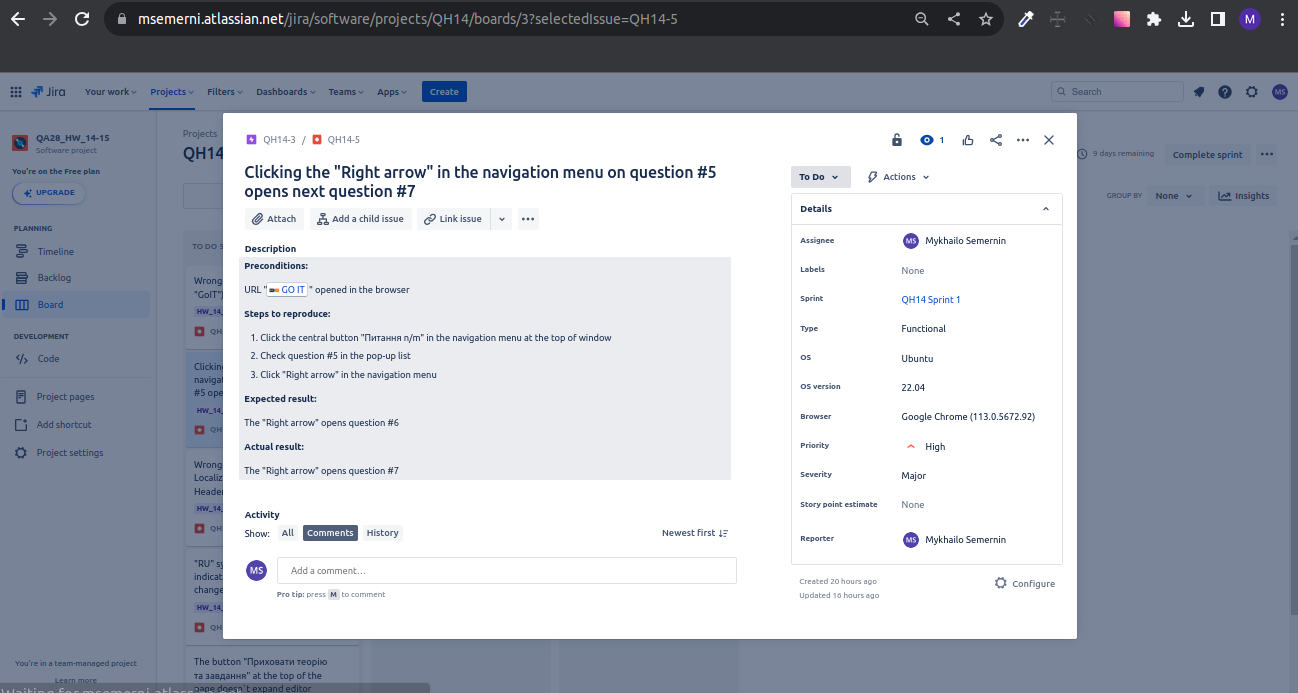 msemerni.atlassian.net/jira/software/projects/QH14/boards/3?selectedIssue=QH14-5
M
Jira
Your work
Projects
Filters
Dashboards
Teams
Apps
Create
Search
MS
QA28_HW_14-15
Software project
You're on the Free plan
UPGRADE
PLANNING
Timeline
Backlog
Board
DEVELOPMENT
Code
Project pages
Add shortcut
Project settings
You're in a team-managed project
Learn more
Projects
QH14
9 days remaining
Complete sprint
GROUP BY
None
Insights
TO DO 5
Wrong
"GoIT")
HW_14_
QH
Clicking
navigat
#5 ope
HW_14_
QH
Wrong
Localiz
Header
HW_14_
QH
"RU" sy
indicat
change
HW_14_
QH
The button "Приховати теорію
та завдання" at the top of the
page doesn`t expand editor
QH14-3 / QH14-5
1
Clicking the "Right arrow" in the navigation menu on question #5
opens next question #7
Attach
Add a child issue
Link issue
Description
Preconditions:
URL "GO IT" opened in the browser
Steps to reproduce:
1. Click the central button "Питання n/m" in the navigation menu at the top of window
2. Check question #5 in the pop-up list
3. Click "Right arrow" in the navigation menu
Expected result:
The "Right arrow" opens question #6
Actual result:
The "Right arrow" opens question #7
Activity
Show:
All
Comments
History
Newest first
MS
Add a comment...
Pro tip: press M to comment
To Do
Actions
Details
Assignee
MS Mykhailo Semernin
Labels
None
Sprint
QH14 Sprint 1
Type
Functional
OS
Ubuntu
OS version
22.04
Browser
Google Chrome (113.0.5672.92)
Priority
High
Severity
Major
Story point estimate
None
Reporter
MS Mykhailo Semernin
Created 20 hours ago
Updated 16 hours ago
Configure